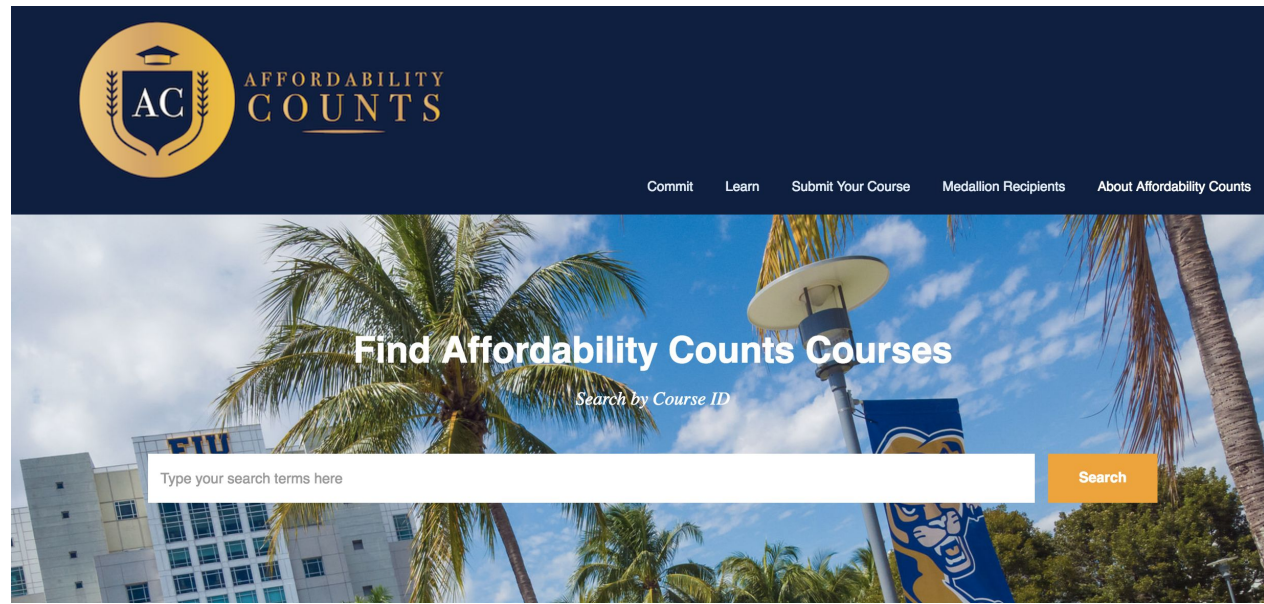 AC
AFFORDABILITY
COUNTS
Commit Learn Submit Your Course Medallion Recipients About Affordability Counts
Find Affordability Counts Courses
Search by Course ID
FIU
Type your search terms here Search